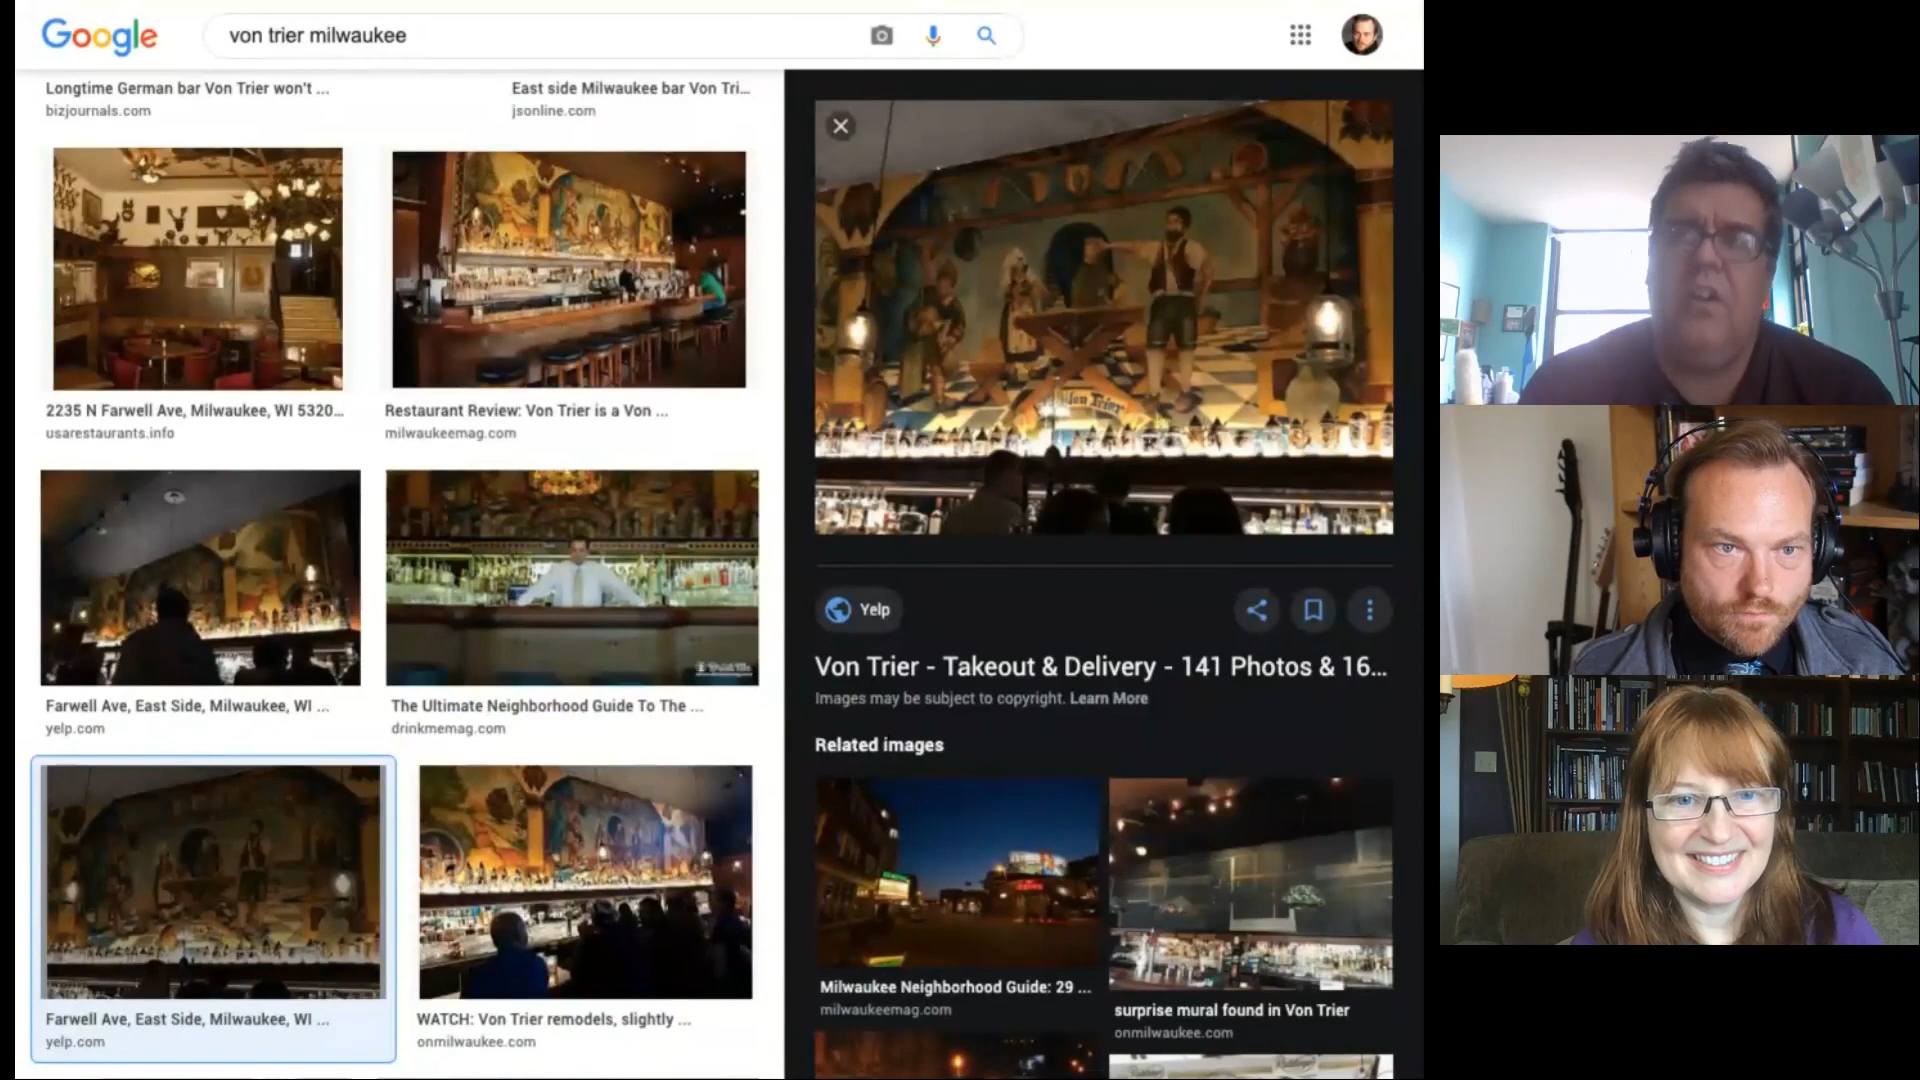 Google
von trier milwaukee
Longtime German bar Von Trier won't ...
bizjournals.com
East side Milwaukee bar Von Tri...
jsonline.com
2235 N Farwell Ave, Milwaukee, WI 5320...
usarestaurants.info
Restaurant Review: Von Trier is a Von ...
milwaukeemag.com
Farwell Ave, East Side, Milwaukee, WI ...
yelp.com
The Ultimate Neighborhood Guide To The ...
drinkmemag.com
Farwell Ave, East Side, Milwaukee, WI ...
yelp.com
WATCH: Von Trier remodels, slightly ...
onmilwaukee.com
Von Trier
Yelp
Von Trier - Takeout & Delivery - 141 Photos & 16...
Images may be subject to copyright. Learn More
Related images
Milwaukee Neighborhood Guide: 29 ...
milwaukeemag.com
surprise mural found in Von Trier
onmilwaukee.com